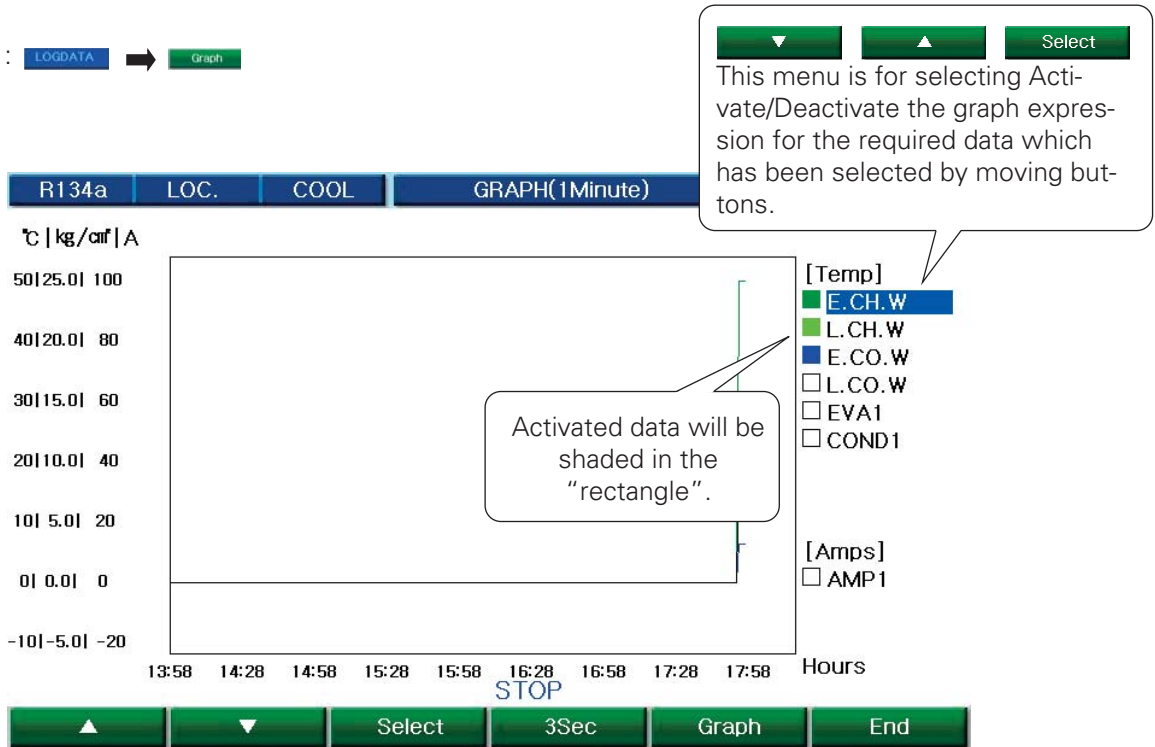 : LOGDATA ➡ Graph
▼ ▲ Select
This menu is for selecting Acti-
vate/Deactivate the graph expres-
sion for the required data which
has been selected by moving but-
tons.
R134a LOC. COOL GRAPH(1Minute)
℃|kg/㎠|A
50|25.0| 100
40|20.0| 80
30|15.0| 60
20|10.0| 40
10| 5.0| 20
0| 0.0| 0
-10|-5.0| -20
[Temp]
E.CH.W
L.CH.W
E.CO.W
L.CO.W
EVA1
COND1
Activated data will be
shaded in the
“rectangle”.
[Amps]
AMP1
13:58 14:28 14:58 15:28 15:58 16:28 16:58 17:28 17:58 Hours
STOP
▲ ▼ Select 3Sec Graph End